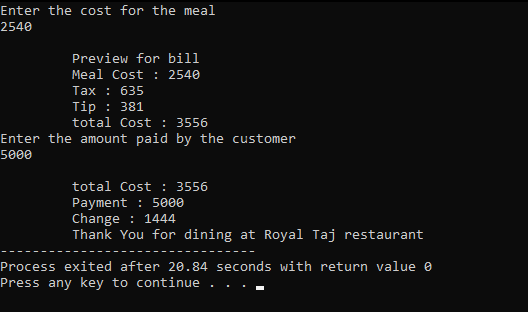 Enter the cost for the meal
2540
Preview for bill
Meal Cost : 2540
Tax : 635
Tip : 381
total Cost : 3556
Enter the amount paid by the customer
5000
total Cost : 3556
Payment : 5000
Change : 1444
Thank You for dining at Royal Taj restaurant
--------------------------------
Process exited after 20.84 seconds with return value 0
Press any key to continue . . .